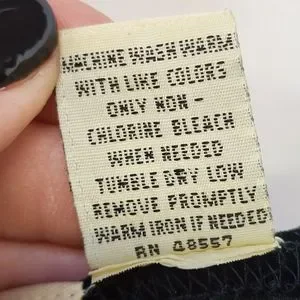 MACHINE WASH WARM
WITH LIKE COLORS
ONLY NON-
CHLORINE BLEACH
WHEN NEEDED
TUMBLE DRY LOW
REMOVE PROMPTLY
WARM IRON IF NEEDED
RN 48557